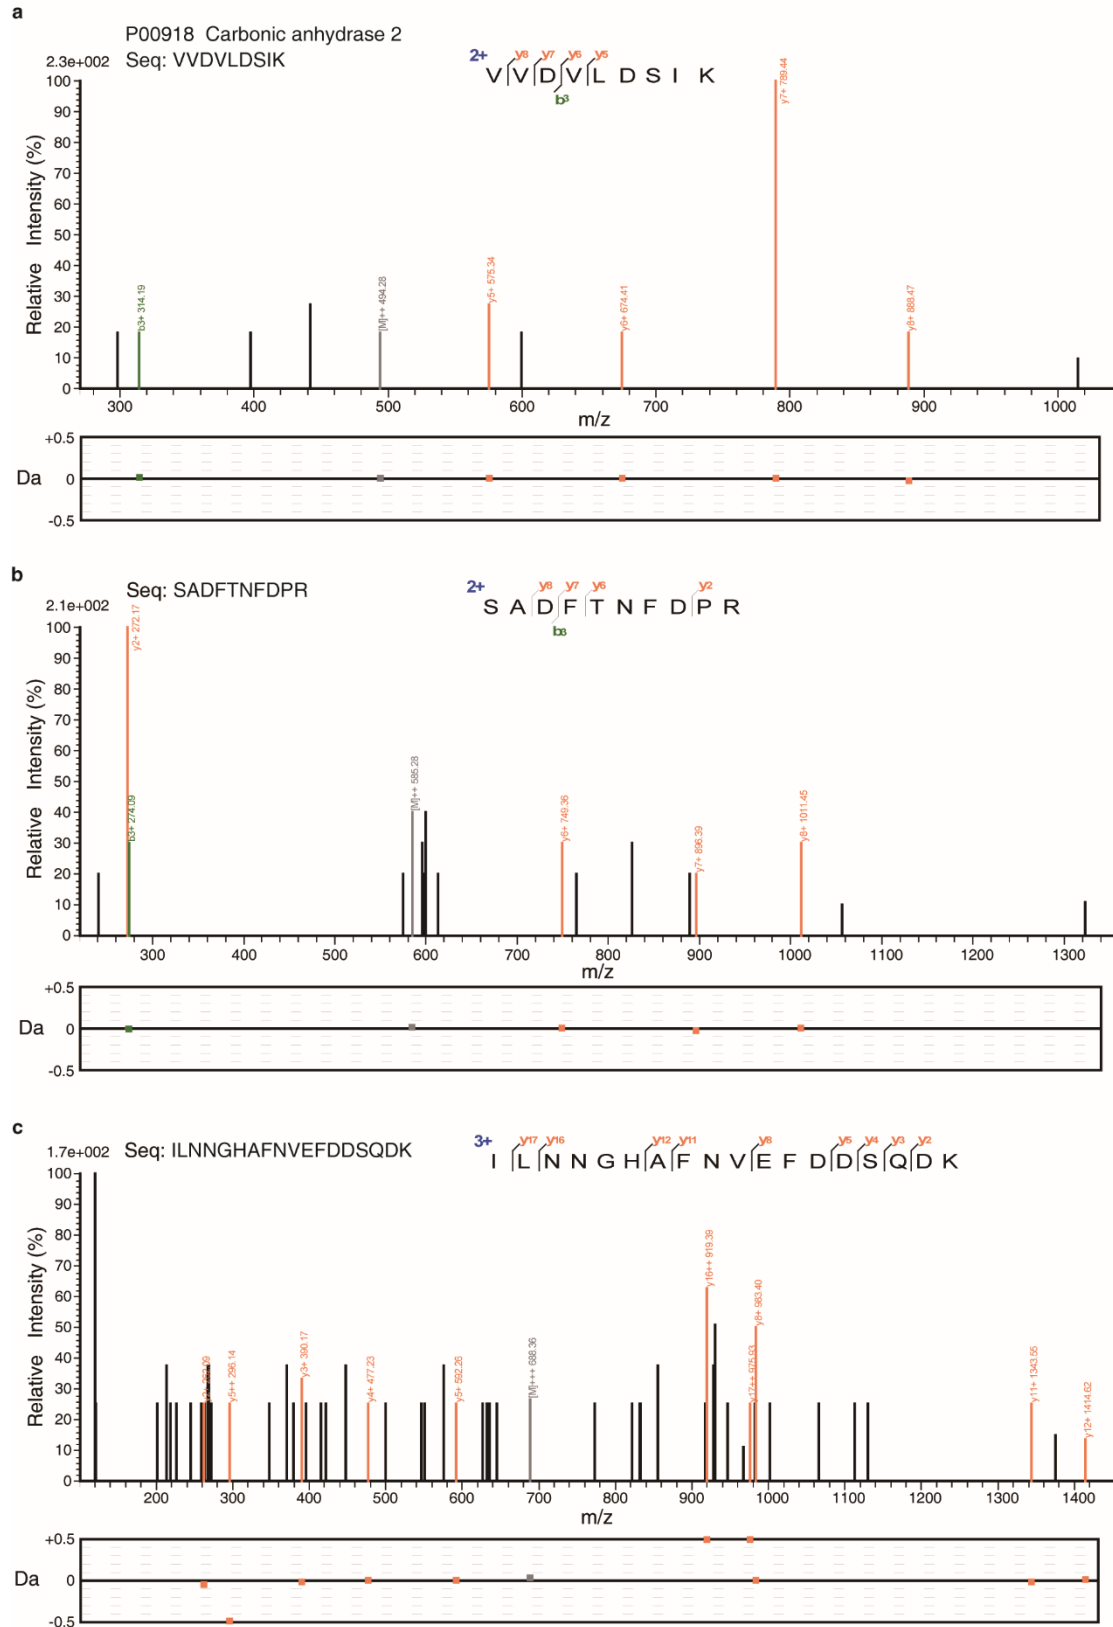 a
P00918 Carbonic anhydrase 2
Seq: VVDVLDSIK
2+ y8 y7 y6 y5
V V D V L D S I K
b3
2.3e+002
100
90
80
70
60
50
40
30
20
10
0
Relative Intensity (%)
b3+ 314.19
[M]++ 494.28
y5+ 575.34
y6+ 674.41
y7+ 789.44
y8+ 888.47
300 400 500 600 700 800 900 1000
m/z
+0.5
Da 0
-0.5
b
Seq: SADFTNFDPR
2+ y8 y7 y6 y2
S A D F T N F D P R
b3
2.1e+002
100
90
80
70
60
50
40
30
20
10
0
Relative Intensity (%)
y2+ 272.17
b3+ 274.09
[M]++ 585.28
y6+ 749.36
y7+ 896.39
y8+ 1011.45
300 400 500 600 700 800 900 1000 1100 1200 1300
m/z
+0.5
Da 0
-0.5
c
Seq: ILNNGHAFNVEFDDSQDK
3+ y17 y16 y12 y11 y8 y5 y4 y3 y2
I L N N G H A F N V E F D D S Q D K
1.7e+002
100
90
80
70
60
50
40
30
20
10
0
Relative Intensity (%)
y2+ 262.09
y5++ 296.14
y3+ 390.17
y4+ 477.23
y5+ 592.26
[M]+++ 688.36
y16++ 919.39
y17++ 975.93
y8+ 983.40
y11+ 1343.55
y12+ 1414.62
200 300 400 500 600 700 800 900 1000 1100 1200 1300 1400
m/z
+0.5
Da 0
-0.5